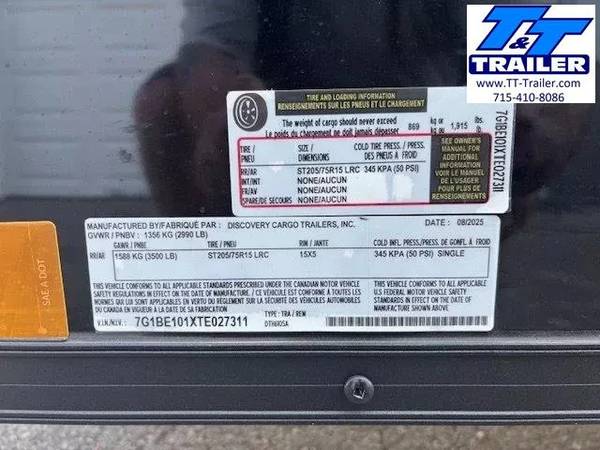 T&T
TRAILER
www.TT-Trailer.com
715-410-8086
TIRE AND LOADING INFORMATION
RENSEIGNEMENTS SUR LES PNEUS ET LE CHARGEMENT
The weight of cargo should never exceed 869 kg or 1,915 lbs.
Le poids du chargement ne doit jamais dépasser kg ou lb.
TIRE / SIZE / COLD TIRE PRESS.
PNEU DIMENSIONS DES PNEUS À FROID
RR/AR ST205/75R15 LRC 345 KPA (50 PSI)
INT/INT NONE/AUCUN
RR/AR NONE/AUCUN
SPARE/DE SECOURS NONE/AUCUN
SEE OWNER'S
MANUAL FOR
ADDITIONAL
INFORMATION
VOIR LE MANUEL
DE L'USAGER
POUR PLUS DE
RENSEIGNEMENTS
7G1BE101XTE027311
MANUFACTURED BY/FABRIQUÉ PAR : DISCOVERY CARGO TRAILERS, INC. DATE : 08/2025
GVWR / PNBV : 1356 KG (2990 LB)
GAWR / PNBE TIRE / PNEU RIM / JANTE COLD INFL. PRESS./PRESS. DE GONFL. À FROID
RR/AR 1588 KG (3500 LB) ST205/75R15 LRC 15X5 345 KPA (50 PSI) SINGLE
THIS VEHICLE CONFORMS TO ALL APPLICABLE STANDARDS PRESCRIBED UNDER THE CANADIAN MOTOR VEHICLE
SAFETY REGULATIONS IN EFFECT ON THE DATE OF MANUFACTURE / CE VÉHICULE EST CONFORME À TOUTES LES NORMES QUI LUI SONT APPLICABLES EN VERTU DU RÈGLEMENT SUR LA SÉCURITÉ DES VÉHICULES AUTOMOBILES
DU CANADA EN VIGUEUR À LA DATE DE SA FABRICATION
THIS VEHICLE CONFORMS TO ALL APPLICABLE
U.S. FEDERAL MOTOR VEHICLE SAFETY STANDARDS
IN EFFECT ON THE DATE OF MANUFACTURE
SHOWN ABOVE
V.I.N./N.I.V. : 7G1BE101XTE027311 TYPE : TRA / REM
SAE A DOT